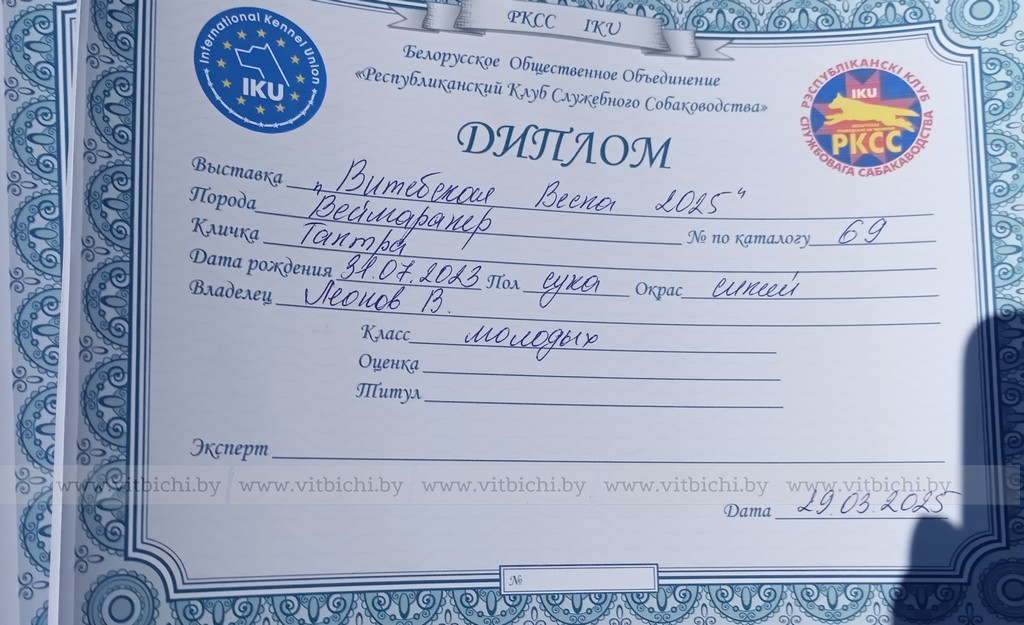 РКСС IKU
International Kennel Union
IKU
Белорусское Общественное Объединение
«Республиканский Клуб Служебного Собаководства»
РЭСПУБЛIКАНСКI КЛУБ СЛУЖБОВАГА САБАКАВОДСТВА
IKU
РКСС
ДИПЛОМ
Выставка "Витебская Весна 2025"
Порода Веймаранер № по каталогу 69
Кличка Тантра
Дата рождения 31.07.2023 Пол сука Окрас синий
Владелец Леонов В.
Класс молодых
Оценка
Титул
Эксперт
www.vitbichi.by www.vitbichi.by www.vitbichi.by www.vitbichi.by www.vitbichi.by
Дата 29.03.2025
№